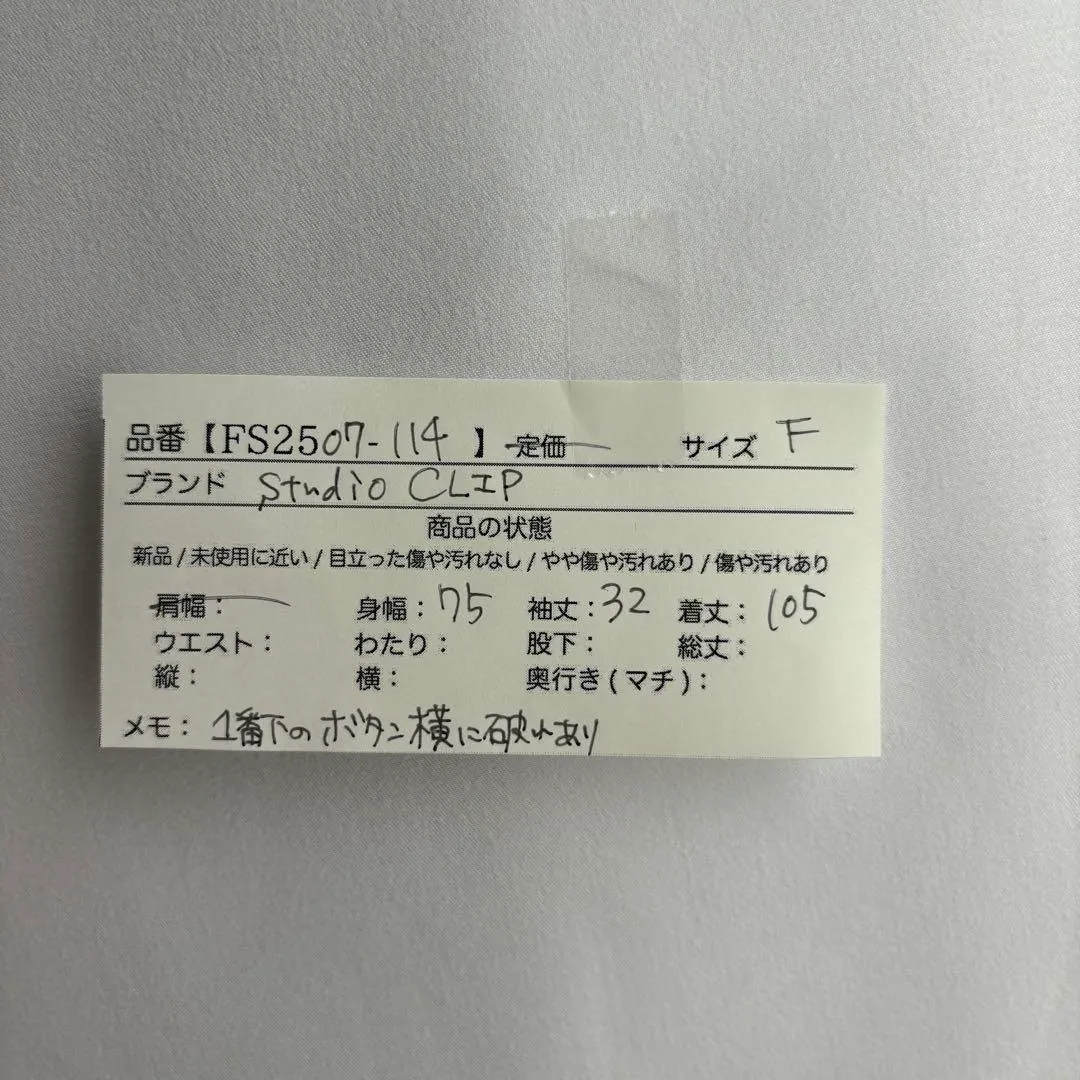 品番【FS2507-114 】 定価 サイズ F
ブランド studio CLIP
商品の状態
新品 / 未使用に近い / 目立った傷や汚れなし / やや傷や汚れあり / 傷や汚れあり
肩幅： 身幅：75 袖丈：32 着丈：105
ウエスト： わたり： 股下： 総丈：
縦： 横： 奥行き ( マチ )：
メモ：1番下のボタン横に破れあり